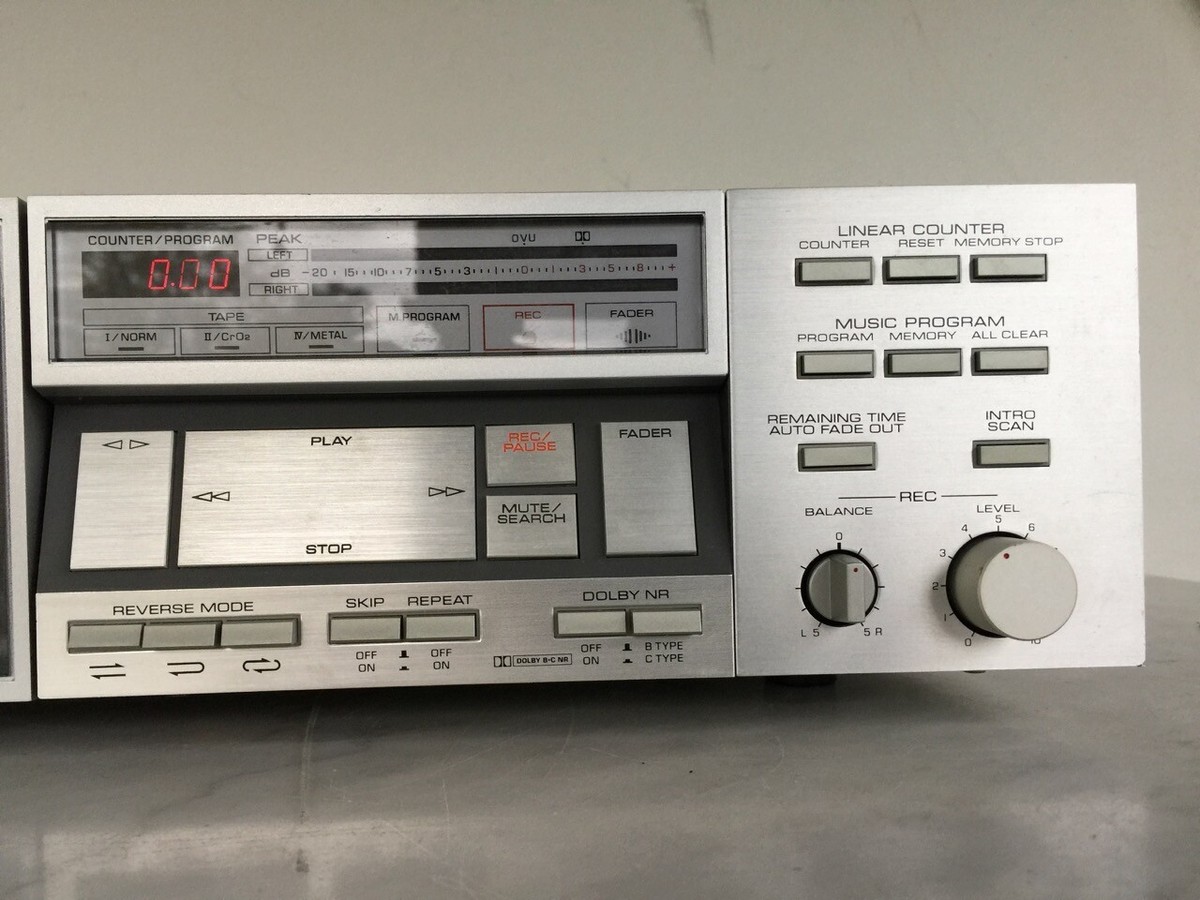 COUNTER/PROGRAM PEAK 0VU
LEFT
0.00
dB -20 15 10 7 5 3 0 3 5 8 +
RIGHT
TAPE
I/NORM II/CrO2 IV/METAL
M.PROGRAM REC FADER
PLAY
STOP
REC/
PAUSE
MUTE/
SEARCH
FADER
REVERSE MODE
SKIP REPEAT
OFF OFF
ON ON
DOLBY NR
OFF B TYPE
ON C TYPE
DOLBY B-C NR
LINEAR COUNTER
COUNTER RESET MEMORY STOP
MUSIC PROGRAM
PROGRAM MEMORY ALL CLEAR
REMAINING TIME
AUTO FADE OUT
INTRO
SCAN
REC
BALANCE
0
L 5 5 R
LEVEL
0 1 2 3 4 5 6 10